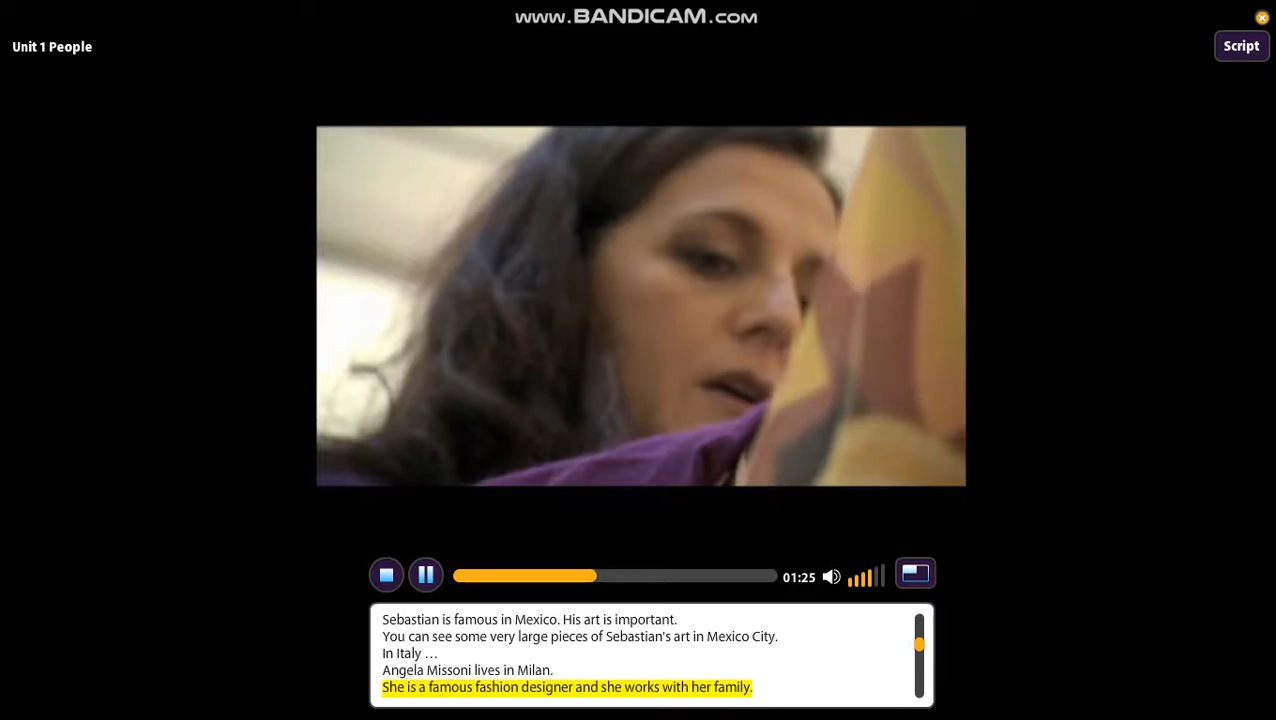 www.BANDICAM.com
Unit 1 People
Script
01:25
Sebastian is famous in Mexico. His art is important.
You can see some very large pieces of Sebastian's art in Mexico City.
In Italy ...
Angela Missoni lives in Milan.
She is a famous fashion designer and she works with her family.